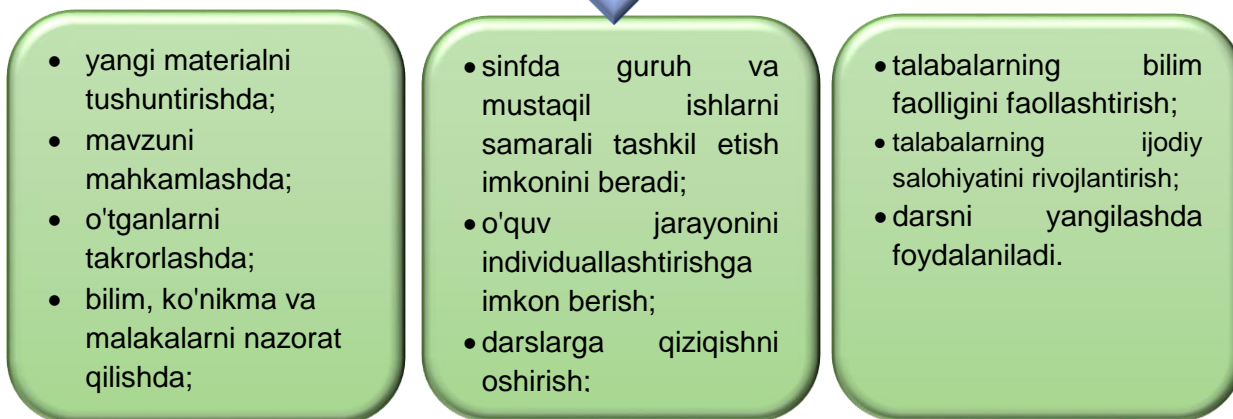 • yangi materialni
tushuntirishda;
• mavzuni
mahkamlashda;
• o'tganlarni
takrorlashda;
• bilim, ko'nikma va
malakalarni nazorat
qilishda;
• sinfda guruh va
mustaqil ishlarni
samarali tashkil etish
imkonini beradi;
• o'quv jarayonini
individuallashtirishga
imkon berish;
• darslarga qiziqishni
oshirish;
• talabalarning bilim
faolligini faollashtirish;
• talabalarning ijodiy
salohiyatini rivojlantirish;
• darsni yangilashda
foydalaniladi.